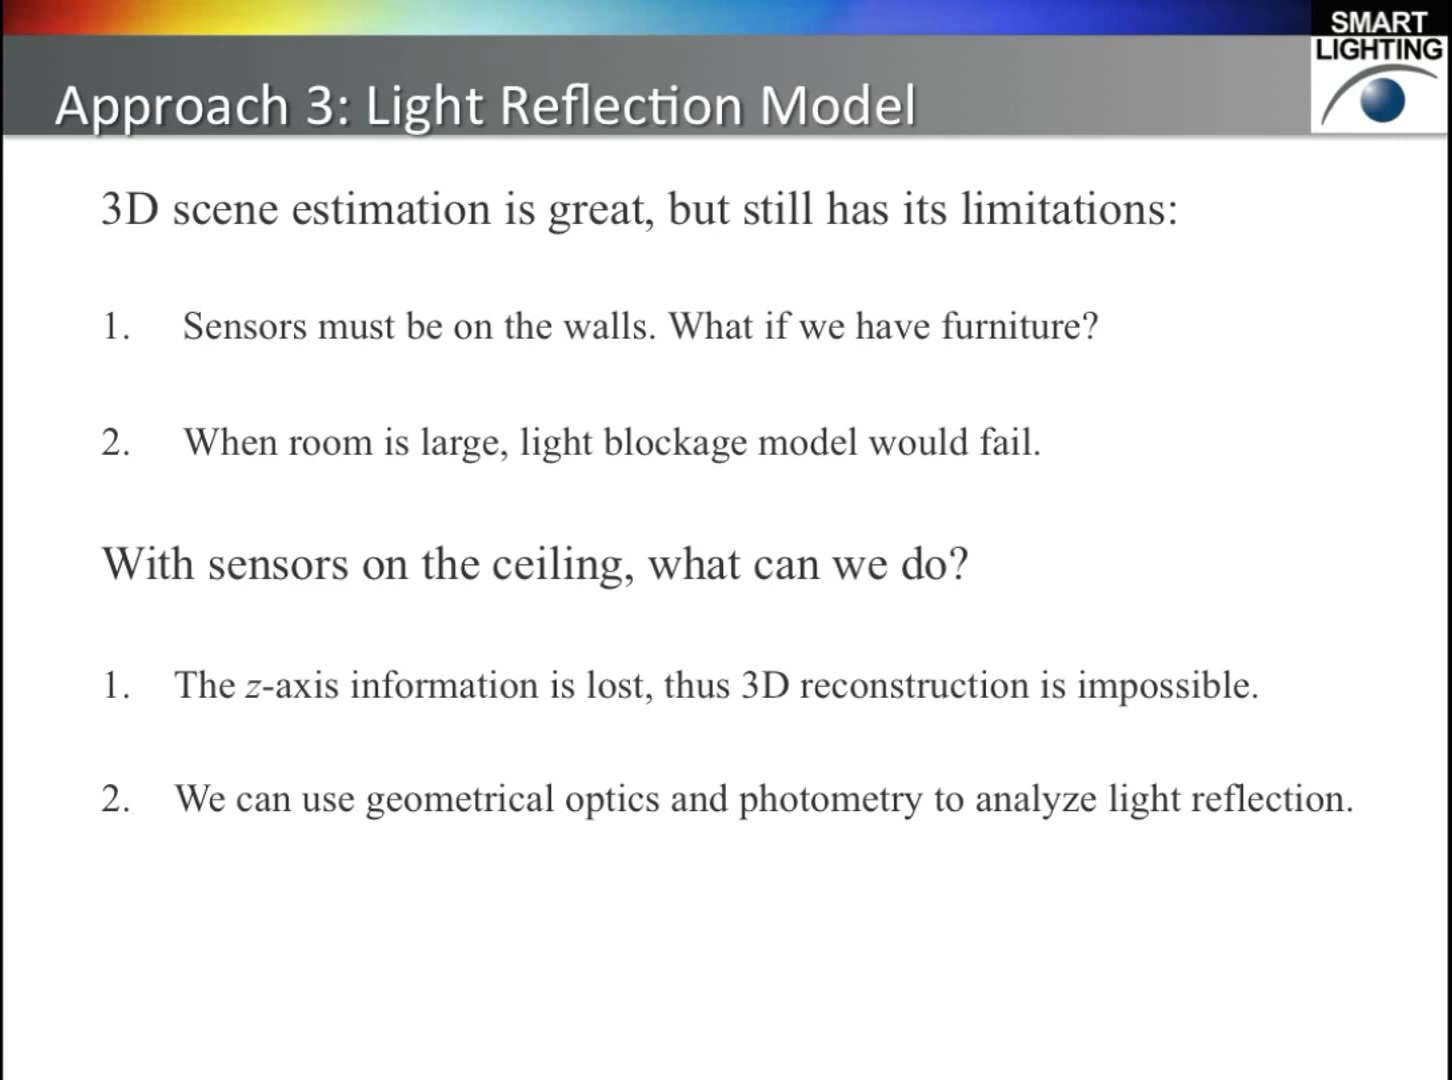 SMART
LIGHTING
Approach 3: Light Reflection Model
3D scene estimation is great, but still has its limitations:
1. Sensors must be on the walls. What if we have furniture?
2. When room is large, light blockage model would fail.
With sensors on the ceiling, what can we do?
1. The z-axis information is lost, thus 3D reconstruction is impossible.
2. We can use geometrical optics and photometry to analyze light reflection.